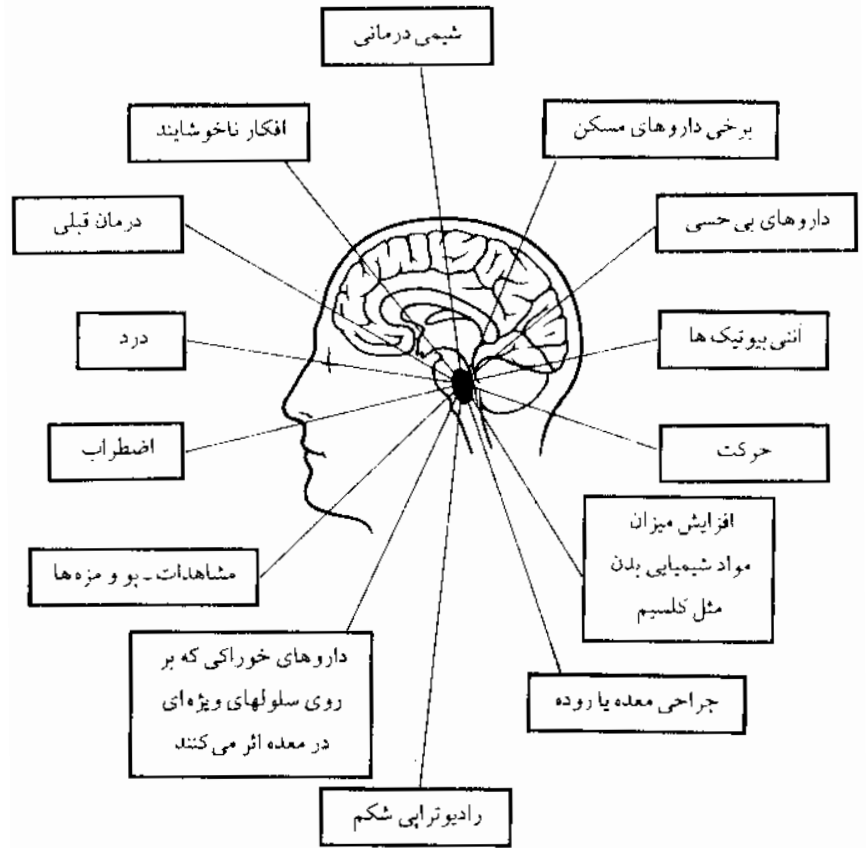 شیمی درمانی
برخی داروهای مسکن
افکار ناخوشایند
داروهای بی حسی
درمان قبلی
آنتی بیوتیک ها
درد
حرکت
اضطراب
افزایش میزان
مواد شیمیایی بدن
مثل کلسیم
مشاهدات ـ بو و مزه ها
داروهای خوراکی که بر
روی سلولهای ویژه ای
در معده اثر می کنند
جراحی معده یا روده
رادیوتراپی شکم